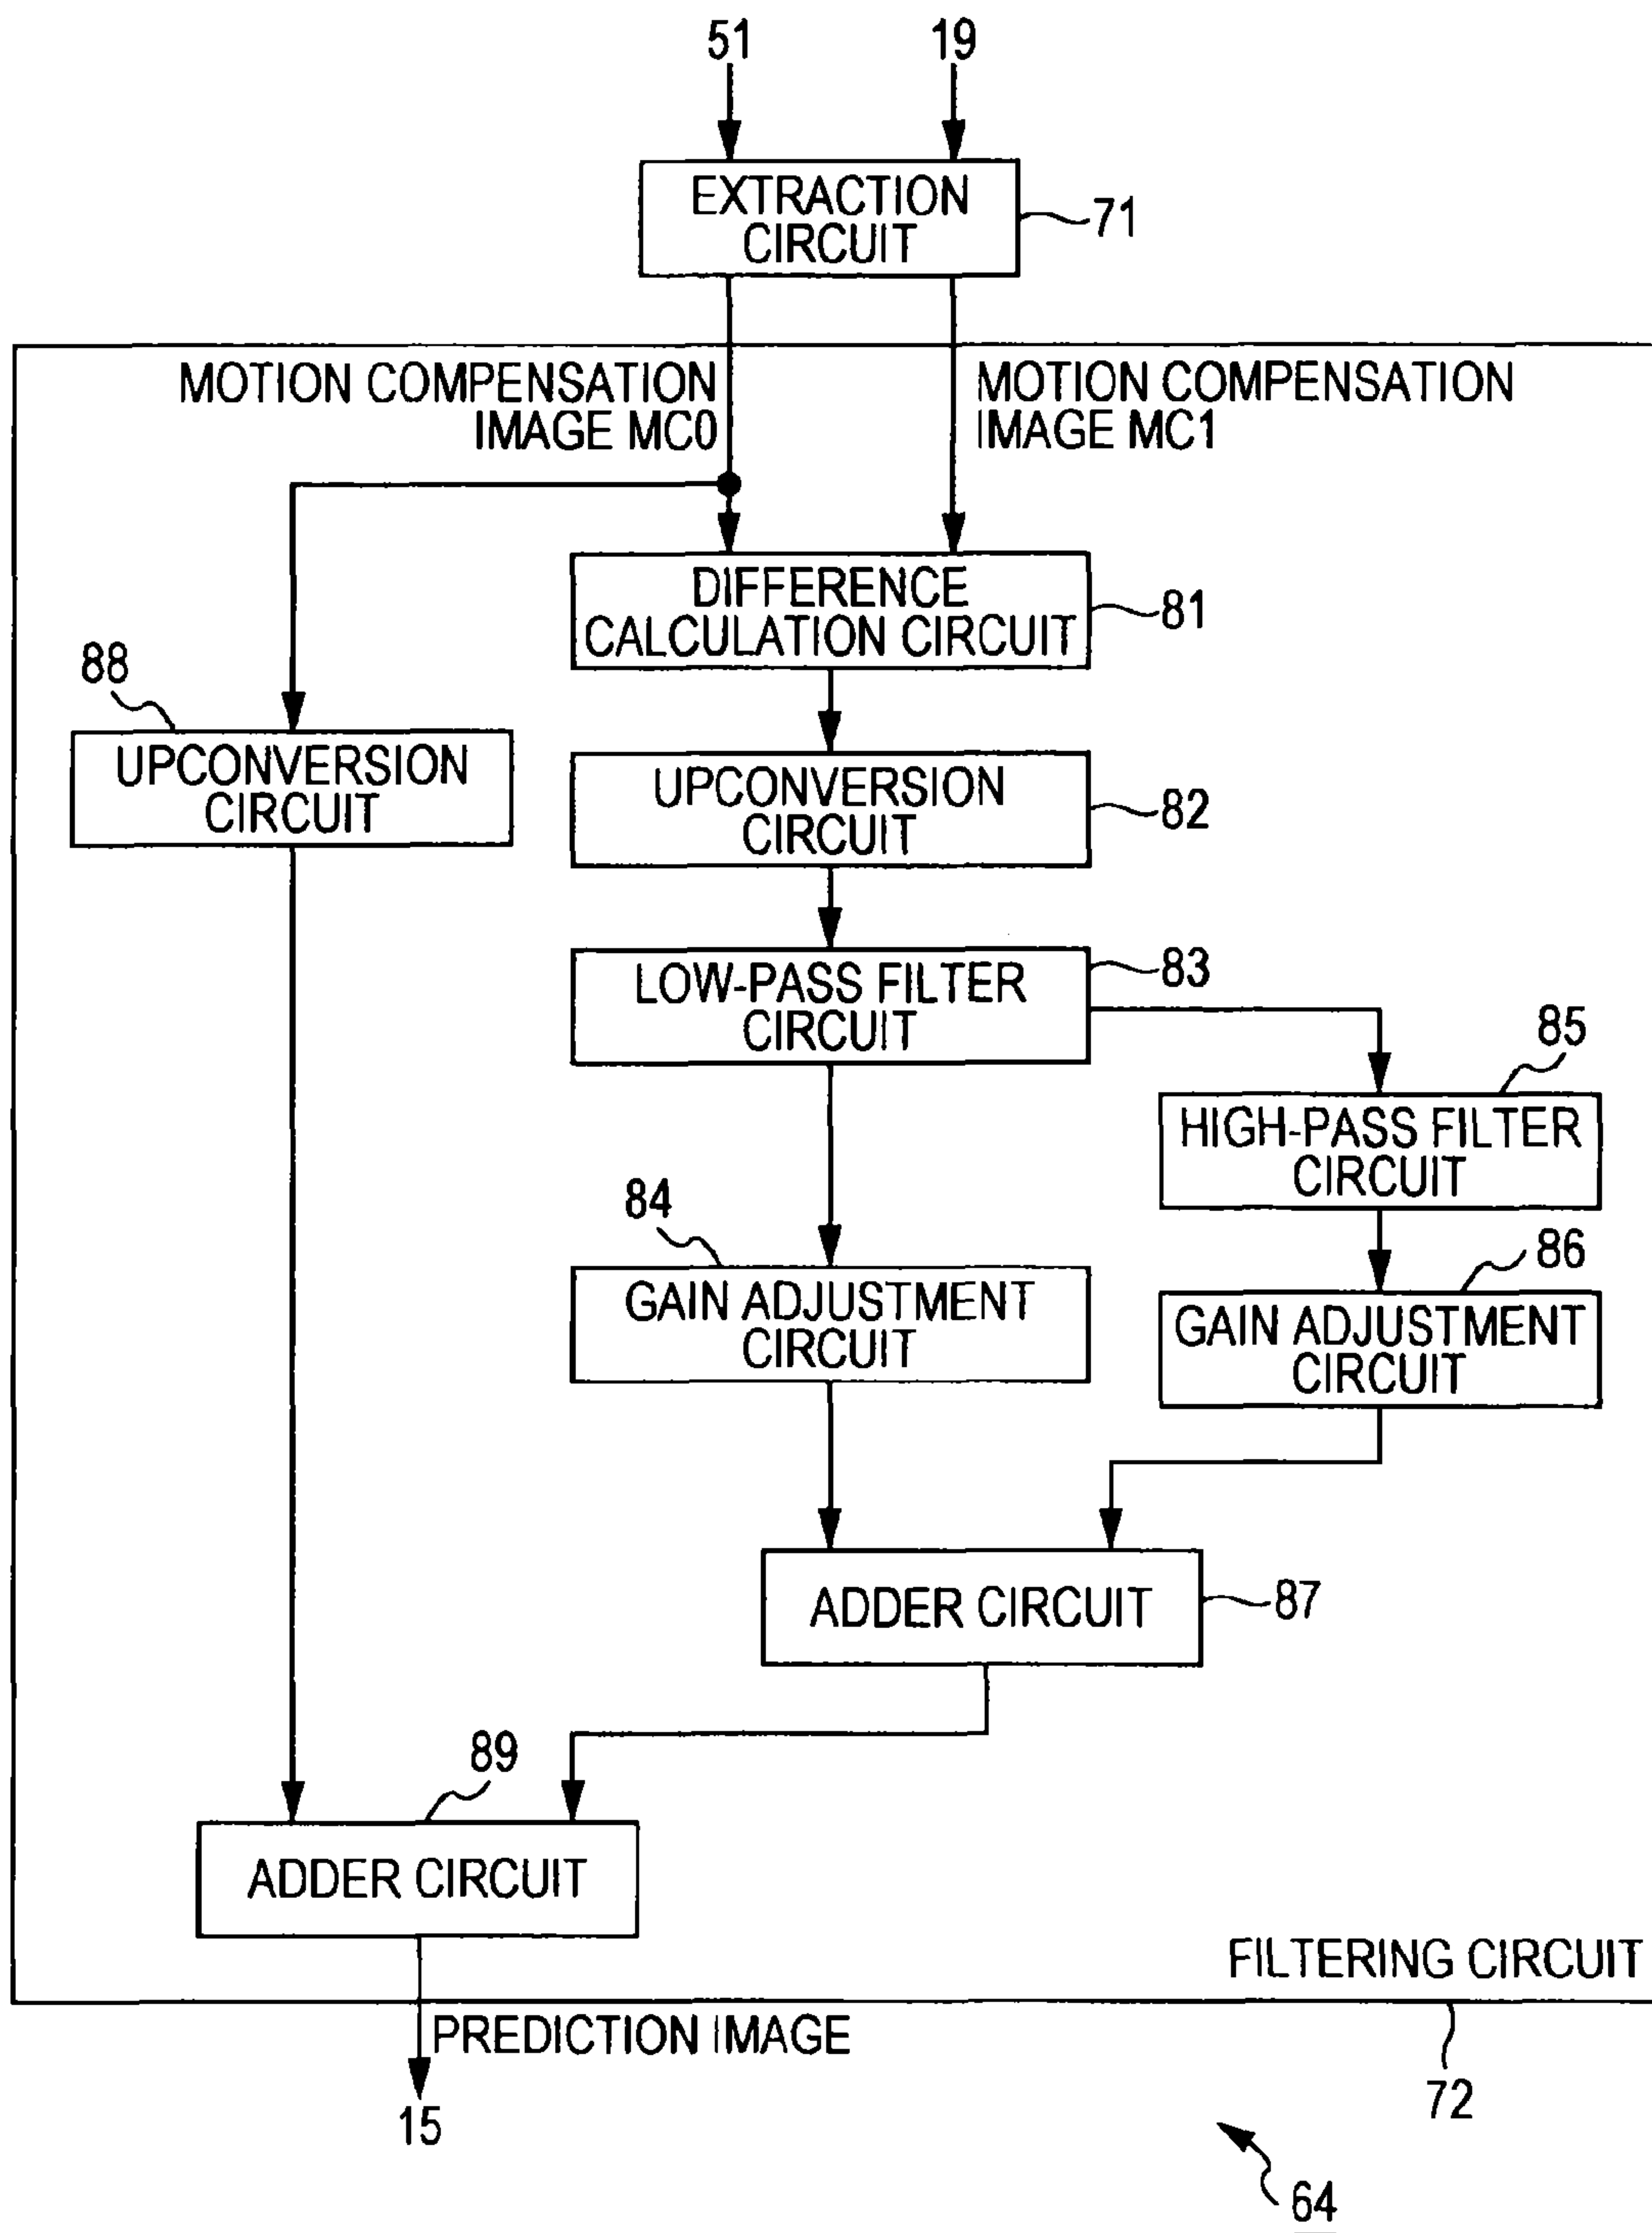 51
19
EXTRACTION
CIRCUIT
71
MOTION COMPENSATION
IMAGE MC0
MOTION COMPENSATION
IMAGE MC1
DIFFERENCE
CALCULATION CIRCUIT
81
88
UPCONVERSION
CIRCUIT
UPCONVERSION
CIRCUIT
82
LOW-PASS FILTER
CIRCUIT
83
85
HIGH-PASS FILTER
CIRCUIT
84
GAIN ADJUSTMENT
CIRCUIT
86
GAIN ADJUSTMENT
CIRCUIT
ADDER CIRCUIT
87
89
ADDER CIRCUIT
FILTERING CIRCUIT
PREDICTION IMAGE
72
15
64